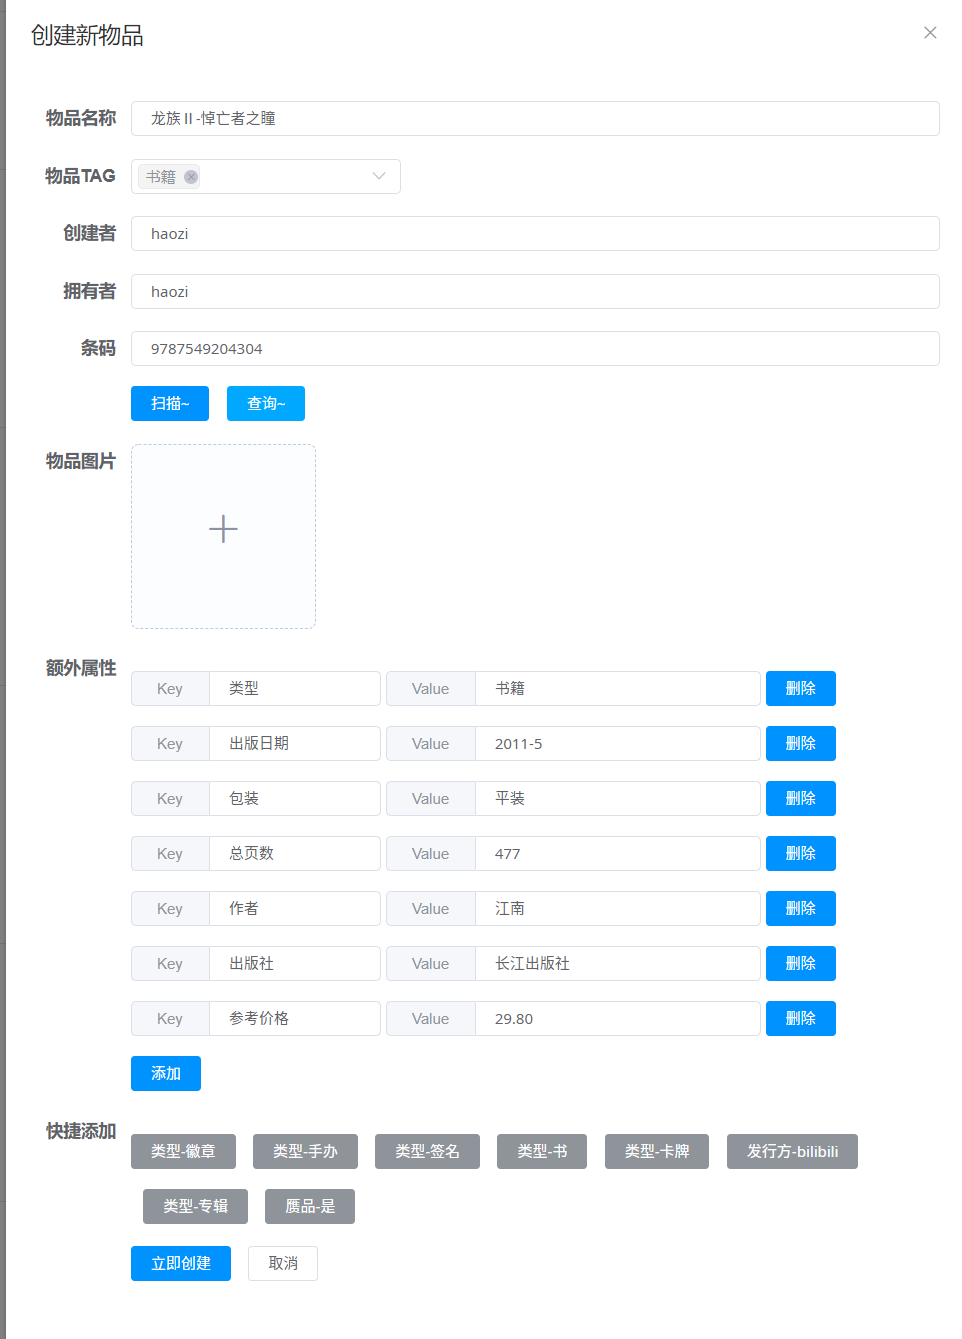 创建新物品
物品名称 龙族Ⅱ-悼亡者之瞳
物品TAG 书籍
创建者 haozi
拥有者 haozi
条码 9787549204304
扫描~ 查询~
物品图片
额外属性
Key 类型 Value 书籍 删除
Key 出版日期 Value 2011-5 删除
Key 包装 Value 平装 删除
Key 总页数 Value 477 删除
Key 作者 Value 江南 删除
Key 出版社 Value 长江出版社 删除
Key 参考价格 Value 29.80 删除
添加
快捷添加
类型-徽章 类型-手办 类型-签名 类型-书 类型-卡牌 发行方-bilibili
类型-专辑 赝品-是
立即创建 取消